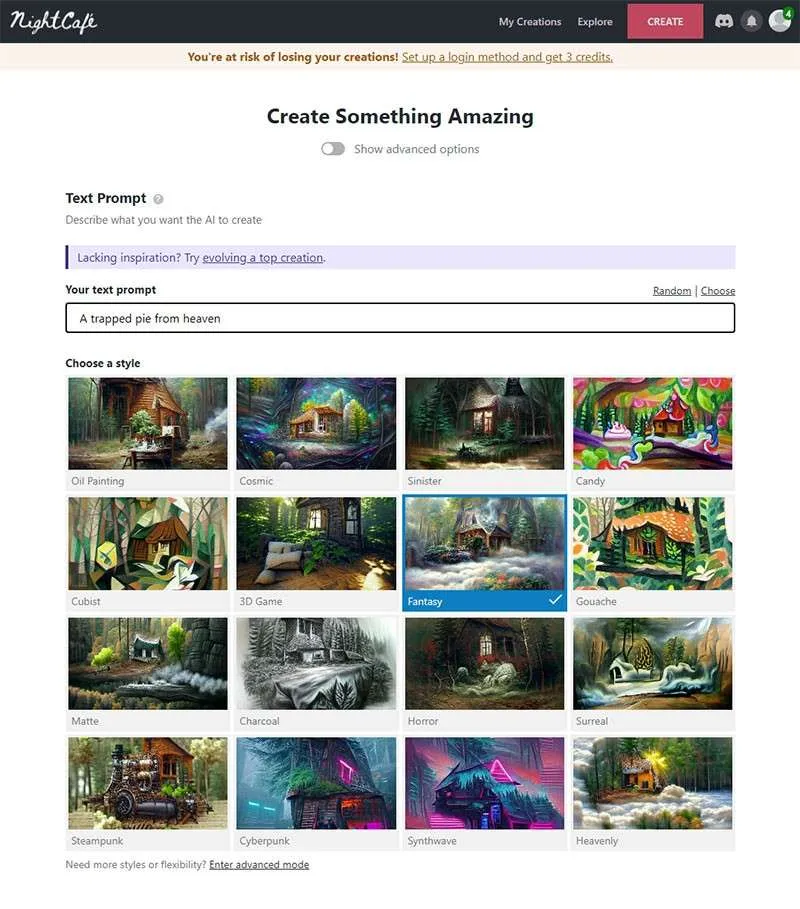 NightCafé
My Creations Explore CREATE 4
You're at risk of losing your creations! Set up a login method and get 3 credits.
Create Something Amazing
Show advanced options
Text Prompt ?
Describe what you want the AI to create
Lacking inspiration? Try evolving a top creation.
Your text prompt Random | Choose
A trapped pie from heaven
Choose a style
Oil Painting Cosmic Sinister Candy
Cubist 3D Game Fantasy Gouache
Matte Charcoal Horror Surreal
Steampunk Cyberpunk Synthwave Heavenly
Need more styles or flexibility? Enter advanced mode